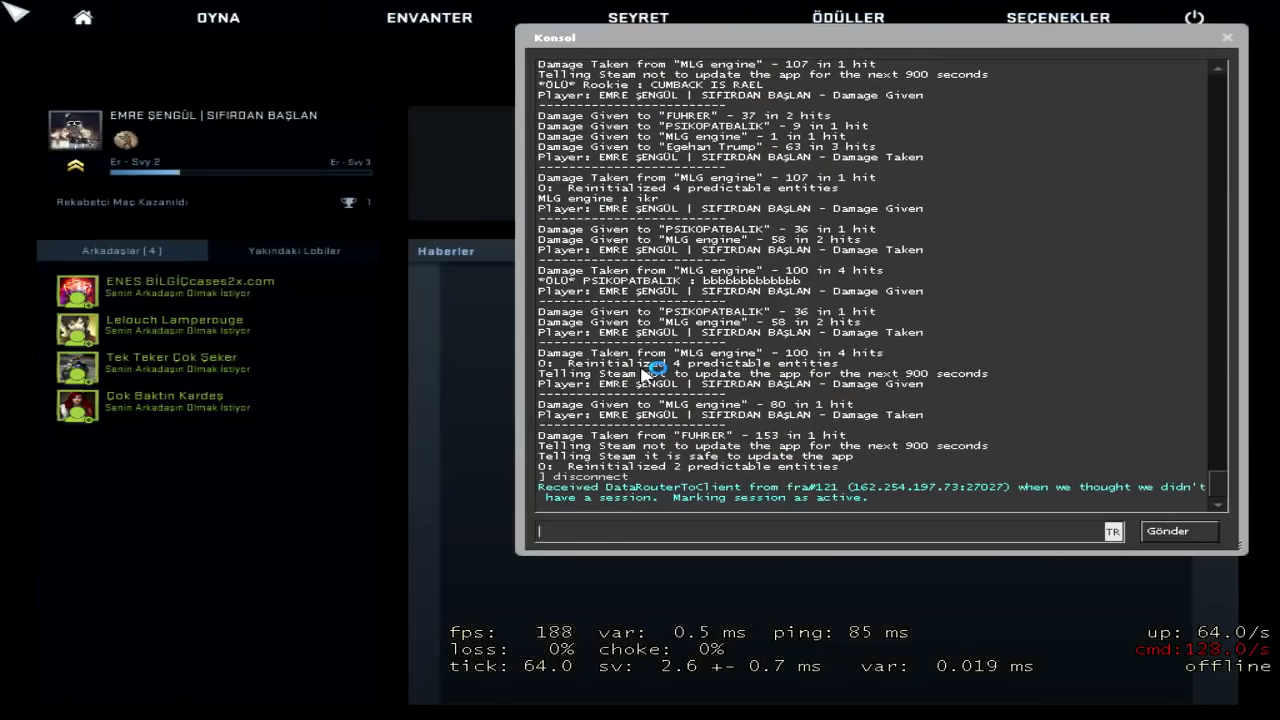 OYNA
ENVANTER
SEYRET
ÖDÜLLER
SEÇENEKLER
EMRE ŞENGÜL | SIFIRDAN BAŞLAN
Er - Svy 2
Er - Svy 3
Rekabetçi Maç Kazanıldı
1
Arkadaşlar [4]
Yakındaki Lobiler
ENES BİLGİÇcases2x.com
Senin Arkadaşın Olmak İstiyor
Lelouch Lamperouge
Senin Arkadaşın Olmak İstiyor
Tek Teker Çok Şeker
Senin Arkadaşın Olmak İstiyor
Çok Baktın Kardeş
Senin Arkadaşın Olmak İstiyor
Haberler
Konsol
Damage Taken from "MLG engine" - 107 in 1 hit
Telling Steam not to update the app for the next 900 seconds
*ÖLÜ* Rookie : CUMBACK IS RAEL
Player: EMRE ŞENGÜL | SIFIRDAN BAŞLAN - Damage Given
-------------------------
Damage Given to "FUHRER" - 37 in 2 hits
Damage Given to "PSIKOPATBALIK" - 9 in 1 hit
Damage Given to "MLG engine" - 1 in 1 hit
Damage Given to "Egehan Trump" - 63 in 3 hits
Player: EMRE ŞENGÜL | SIFIRDAN BAŞLAN - Damage Taken
-------------------------
Damage Taken from "MLG engine" - 107 in 1 hit
0:  Reinitialized 4 predictable entities
MLG engine : ikr
Player: EMRE ŞENGÜL | SIFIRDAN BAŞLAN - Damage Given
-------------------------
Damage Given to "PSIKOPATBALIK" - 36 in 1 hit
Damage Given to "MLG engine" - 58 in 2 hits
Player: EMRE ŞENGÜL | SIFIRDAN BAŞLAN - Damage Taken
-------------------------
Damage Taken from "MLG engine" - 100 in 4 hits
*ÖLÜ* PSIKOPATBALIK : bbbbbbbbbbbbb
Player: EMRE ŞENGÜL | SIFIRDAN BAŞLAN - Damage Given
-------------------------
Damage Given to "PSIKOPATBALIK" - 36 in 1 hit
Damage Given to "MLG engine" - 58 in 2 hits
Player: EMRE ŞENGÜL | SIFIRDAN BAŞLAN - Damage Taken
-------------------------
Damage Taken from "MLG engine" - 100 in 4 hits
0:  Reinitialized 4 predictable entities
Telling Steam not to update the app for the next 900 seconds
Player: EMRE ŞENGÜL | SIFIRDAN BAŞLAN - Damage Given
-------------------------
Damage Given to "MLG engine" - 80 in 1 hit
Player: EMRE ŞENGÜL | SIFIRDAN BAŞLAN - Damage Taken
-------------------------
Damage Taken from "FUHRER" - 153 in 1 hit
Telling Steam not to update the app for the next 900 seconds
Telling Steam it is safe to update the app
0:  Reinitialized 2 predictable entities
] disconnect
Received DataRouterToClient from fra#121 (162.254.197.73:27027) when we thought we didn't
have a session.  Marking session as active.
TR
Gönder
fps: 188 var: 0.5 ms ping: 85 ms
loss: 0% choke: 0%
tick: 64.0 sv: 2.6 +- 0.7 ms var: 0.019 ms
up: 64.0/s
cmd:128.0/s
offline